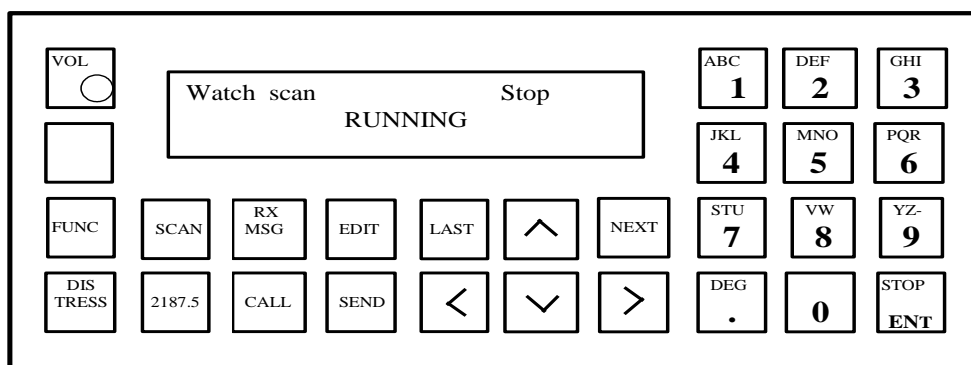 VOL
Watch scan Stop
RUNNING
ABC
1
DEF
2
GHI
3
JKL
4
MNO
5
PQR
6
FUNC
SCAN
RX
MSG
EDIT
LAST
NEXT
STU
7
VW
8
YZ-
9
DIS
TRESS
2187.5
CALL
SEND
DEG
.
0
STOP
ENT